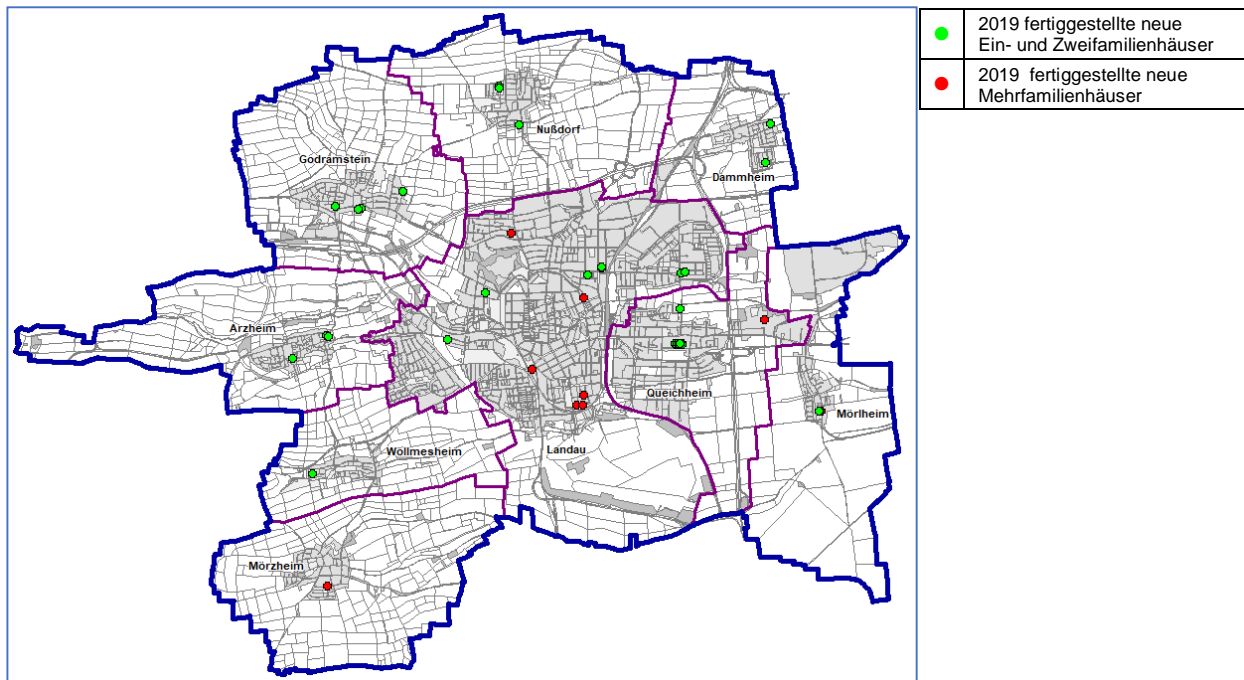 2019 fertiggestellte neue
Ein- und Zweifamilienhäuser
2019 fertiggestellte neue
Mehrfamilienhäuser
Nußdorf
Godramstein
Dammheim
Arzheim
Queichheim
Mörlheim
Wollmesheim
Landau
Mörzheim